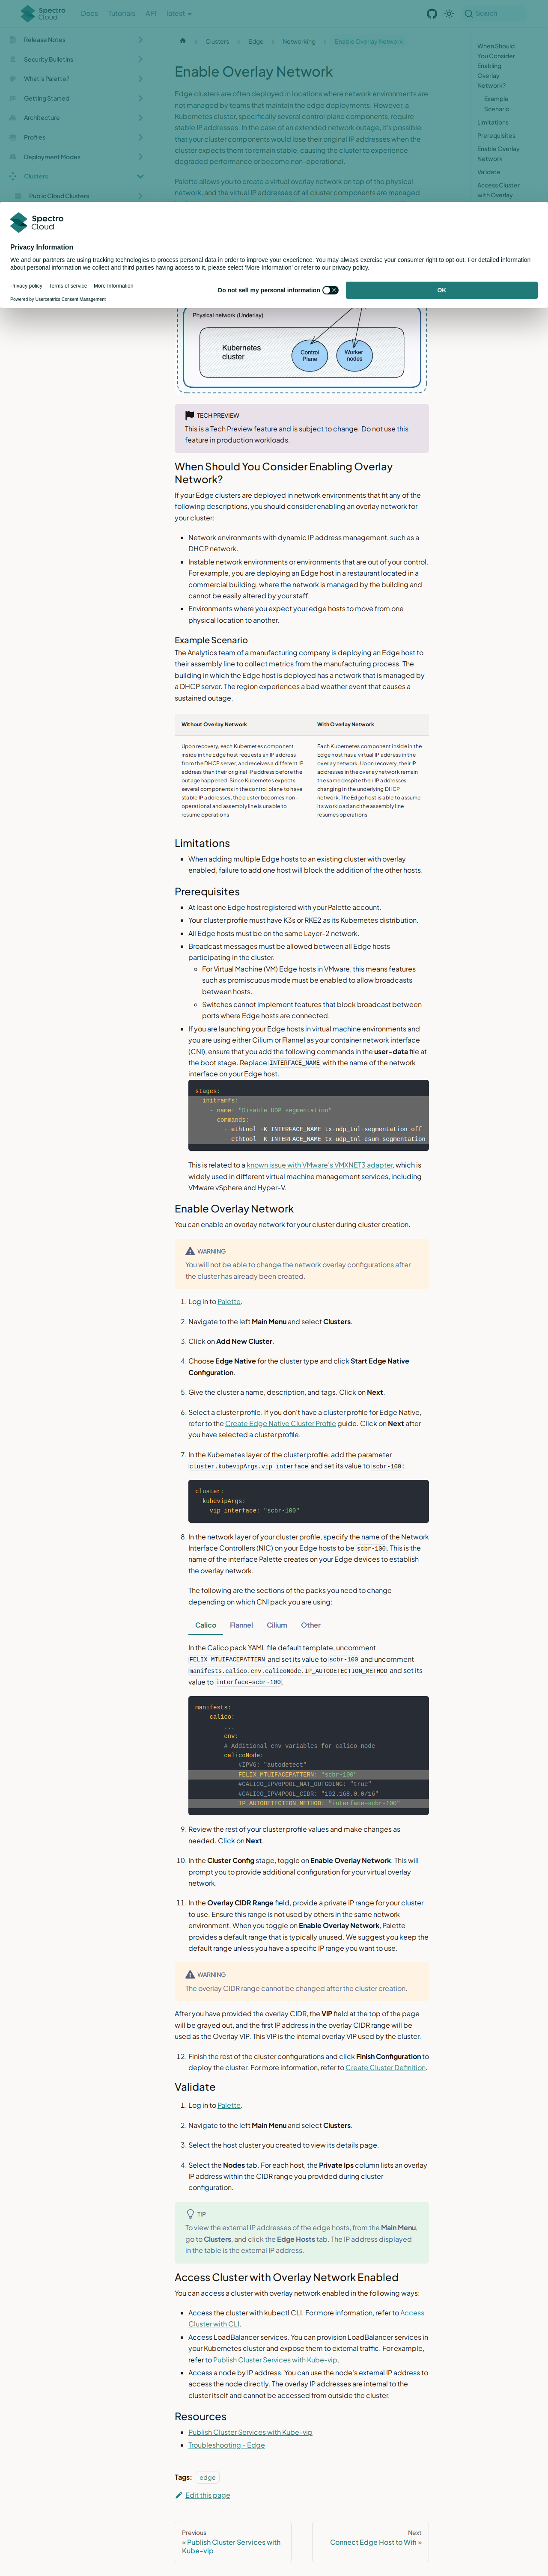 Spectro Cloud
Docs
Tutorials
API
latest
Search
Release Notes
Security Bulletins
What is Palette?
Getting Started
Architecture
Profiles
Deployment Modes
Clusters
Public Cloud Clusters
Clusters
Edge
Networking
Enable Overlay Network
Enable Overlay Network
Edge clusters are often deployed in locations where network environments are
not managed by teams that maintain the edge deployments. However, a
Kubernetes cluster, specifically several control plane components, require
stable IP addresses. In the case of an extended network outage, it's possible
that your cluster components would lose their original IP addresses when the
cluster expects them to remain stable, causing the cluster to experience
degraded performance or become non-operational.
Palette allows you to create a virtual overlay network on top of the physical
network, and the virtual IP addresses of all cluster components are managed
When Should
You Consider
Enabling
Overlay
Network?
Example
Scenario
Limitations
Prerequisites
Enable Overlay
Network
Validate
Access Cluster
with Overlay
Spectro Cloud
Privacy Information
We and our partners are using tracking technologies to process personal data in order to improve your experience. You may always exercise your consumer right to opt-out. For detailed information
about personal information we collect and third parties having access to it, please select 'More Information' or refer to our privacy policy.
Privacy policy
Terms of service
More Information
Powered by Usercentrics Consent Management
Do not sell my personal information
OK
Physical network (Underlay)
Kubernetes
cluster
Control
Plane
Worker
nodes
TECH PREVIEW
This is a Tech Preview feature and is subject to change. Do not use this
feature in production workloads.
When Should You Consider Enabling Overlay
Network?
If your Edge clusters are deployed in network environments that fit any of the
following descriptions, you should consider enabling an overlay network for
your cluster:
Network environments with dynamic IP address management, such as a
DHCP network.
Instable network environments or environments that are out of your control.
For example, you are deploying an Edge host in a restaurant located in a
commercial building, where the network is managed by the building and
cannot be easily altered by your staff.
Environments where you expect your edge hosts to move from one
physical location to another.
Example Scenario
The Analytics team of a manufacturing company is deploying an Edge host to
their assembly line to collect metrics from the manufacturing process. The
building in which the Edge host is deployed has a network that is managed by
a DHCP server. The region experiences a bad weather event that causes a
sustained outage.
Without Overlay Network
With Overlay Network
Upon recovery, each Kubernetes component
inside in the Edge host requests an IP address
from the DHCP server, and receives a different IP
address than their original IP address before the
outage happened. Since Kubernetes expects
several components in the control plane to have
stable IP addresses, the cluster becomes non-
operational and assembly line is unable to
resume operations
Each Kubernetes component inside in the
Edge host has a virtual IP address in the
overlay network. Upon recovery, their IP
addresses in the overlay network remain
the same despite their IP addresses
changing in the underlying DHCP
network. The Edge host is able to assume
its workload and the assembly line
resumes operations
Limitations
When adding multiple Edge hosts to an existing cluster with overlay
enabled, failure to add one host will block the addition of the other hosts.
Prerequisites
At least one Edge host registered with your Palette account.
Your cluster profile must have K3s or RKE2 as its Kubernetes distribution.
All Edge hosts must be on the same Layer-2 network.
Broadcast messages must be allowed between all Edge hosts
participating in the cluster.
For Virtual Machine (VM) Edge hosts in VMware, this means features
such as promiscuous mode must be enabled to allow broadcasts
between hosts.
Switches cannot implement features that block broadcast between
ports where Edge hosts are connected.
If you are launching your Edge hosts in virtual machine environments and
you are using either Cilium or Flannel as your container network interface
(CNI), ensure that you add the following commands in the user-data file at
the boot stage. Replace INTERFACE_NAME with the name of the network
interface on your Edge host.
stages:
initramfs:
- name: "Disable UDP segmentation"
commands:
- ethtool -K INTERFACE_NAME tx-udp_tnl-segmentation off
- ethtool -K INTERFACE_NAME tx-udp_tnl-csum-segmentation
This is related to a known issue with VMware's VMXNET3 adapter, which is
widely used in different virtual machine management services, including
VMware vSphere and Hyper-V.
Enable Overlay Network
You can enable an overlay network for your cluster during cluster creation.
WARNING
You will not be able to change the network overlay configurations after
the cluster has already been created.
1. Log in to Palette.
2. Navigate to the left Main Menu and select Clusters.
3. Click on Add New Cluster.
4. Choose Edge Native for the cluster type and click Start Edge Native
Configuration.
5. Give the cluster a name, description, and tags. Click on Next.
6. Select a cluster profile. If you don't have a cluster profile for Edge Native,
refer to the Create Edge Native Cluster Profile guide. Click on Next after
you have selected a cluster profile.
7. In the Kubernetes layer of the cluster profile, add the parameter
cluster.kubevipArgs.vip_interface and set its value to scbr-100:
cluster:
kubevipArgs:
vip_interface: "scbr-100"
8. In the network layer of your cluster profile, specify the name of the Network
Interface Controllers (NIC) on your Edge hosts to be scbr-100. This is the
name of the interface Palette creates on your Edge devices to establish
the overlay network.
The following are the sections of the packs you need to change
depending on which CNI pack you are using:
Calico
Flannel
Cilium
Other
In the Calico pack YAML file default template, uncomment
FELIX_MTUIFACEPATTERN and set its value to scbr-100 and uncomment
manifests.calico.env.calicoNode.IP_AUTODETECTION_METHOD and set its
value to interface=scbr-100.
manifests:
calico:
...
env:
# Additional env variables for calico-node
calicoNode:
#IPV6: "autodetect"
FELIX_MTUIFACEPATTERN: "scbr-100"
#CALICO_IPV6POOL_NAT_OUTGOING: "true"
#CALICO_IPV4POOL_CIDR: "192.168.0.0/16"
IP_AUTODETECTION_METHOD: "interface=scbr-100"
9. Review the rest of your cluster profile values and make changes as
needed. Click on Next.
10. In the Cluster Config stage, toggle on Enable Overlay Network. This will
prompt you to provide additional configuration for your virtual overlay
network.
11. In the Overlay CIDR Range field, provide a private IP range for your cluster
to use. Ensure this range is not used by others in the same network
environment. When you toggle on Enable Overlay Network, Palette
provides a default range that is typically unused. We suggest you keep the
default range unless you have a specific IP range you want to use.
WARNING
The overlay CIDR range cannot be changed after the cluster creation.
After you have provided the overlay CIDR, the VIP field at the top of the page
will be grayed out, and the first IP address in the overlay CIDR range will be
used as the Overlay VIP. This VIP is the internal overlay VIP used by the cluster.
12. Finish the rest of the cluster configurations and click Finish Configuration to
deploy the cluster. For more information, refer to Create Cluster Definition.
Validate
1. Log in to Palette.
2. Navigate to the left Main Menu and select Clusters.
3. Select the host cluster you created to view its details page.
4. Select the Nodes tab. For each host, the Private Ips column lists an overlay
IP address within the CIDR range you provided during cluster
configuration.
TIP
To view the external IP addresses of the edge hosts, from the Main Menu,
go to Clusters, and click the Edge Hosts tab. The IP address displayed
in the table is the external IP address.
Access Cluster with Overlay Network Enabled
You can access a cluster with overlay network enabled in the following ways:
Access the cluster with kubectl CLI. For more information, refer to Access
Cluster with CLI.
Access LoadBalancer services. You can provision LoadBalancer services in
your Kubernetes cluster and expose them to external traffic. For example,
refer to Publish Cluster Services with Kube-vip.
Access a node by IP address. You can use the node's external IP address to
access the node directly. The overlay IP addresses are internal to the
cluster itself and cannot be accessed from outside the cluster.
Resources
Publish Cluster Services with Kube-vip
Troubleshooting - Edge
Tags: edge
Edit this page
Previous
« Publish Cluster Services with
Kube-vip
Next
Connect Edge Host to Wifi »